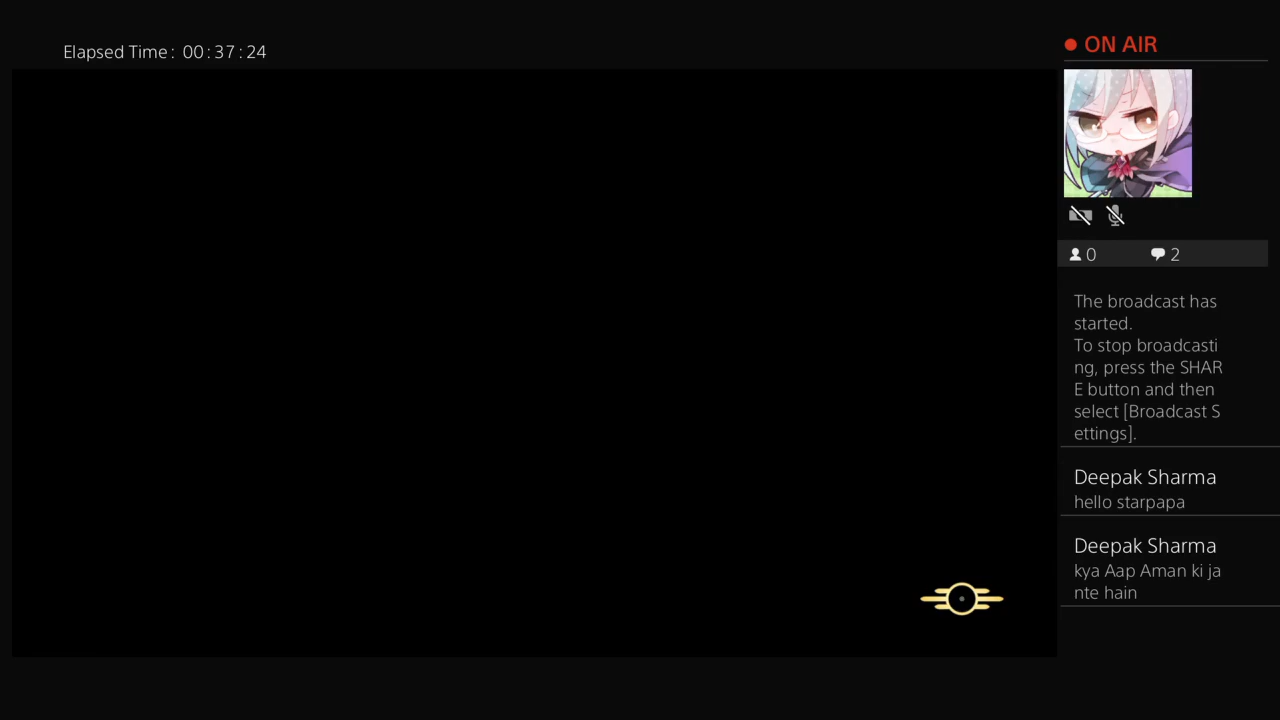 Elapsed Time: 00:37:24
ON AIR
0 2
The broadcast has
started.
To stop broadcasti
ng, press the SHAR
E button and then
select [Broadcast S
ettings].
Deepak Sharma
hello starpapa
Deepak Sharma
kya Aap Aman ki ja
nte hain